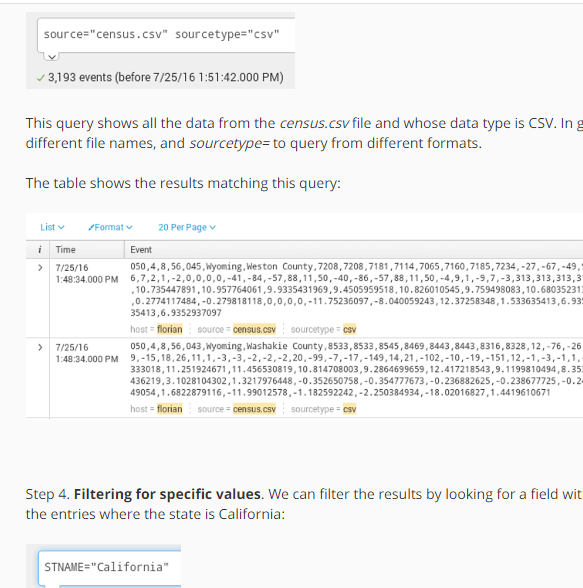 source="census.csv" sourcetype="csv"
✓ 3,193 events (before 7/25/16 1:51:42.000 PM)
This query shows all the data from the census.csv file and whose data type is CSV. In g
different file names, and sourcetype= to query from different formats.
The table shows the results matching this query:
List Format 20 Per Page
i Time Event
> 7/25/16 050,4,8,56,045,Wyoming,Weston County,7208,7208,7181,7114,7065,7160,7185,7234,-27,-67,-49,
1:48:34.000 PM 6,7,2,1,-2,0,0,0,0,-41,-84,-57,88,11,50,-40,-86,-57,88,11,50,-4,9,1,-9,7,-3,313,313,313,3
,10.735447891,10.957764061,9.9335431969,9.4505959518,10.826010545,9.759498083,10.68035231
,0.2774117484,-0.279818118,0,0,0,0,-11.75236097,-8.040059243,12.37258348,1.533635413,6.93
35413,6.9352937097
host = florian source = census.csv sourcetype = csv
> 7/25/16 050,4,8,56,043,Wyoming,Washakie County,8533,8533,8545,8469,8443,8443,8316,8328,12,-76,-26
1:48:34.000 PM 9,-15,18,26,11,1,-3,-3,-2,-2,-2,20,-99,-7,-17,-149,14,21,-102,-10,-19,-151,12,-1,-3,-1,1,
333018,11.251924671,11.456530819,10.814708003,9.2864699659,12.417218543,9.1199810494,8.35
436219,3.1028104302,1.3217976448,-0.352650758,-0.354777673,-0.236882625,-0.238677725,-0.2
49054,1.6822879116,-11.99012578,-1.182592242,-2.250384934,-18.02016827,1.4419610671
host = florian source = census.csv sourcetype = csv
Step 4. Filtering for specific values. We can filter the results by looking for a field wit
the entries where the state is California:
STNAME="California"